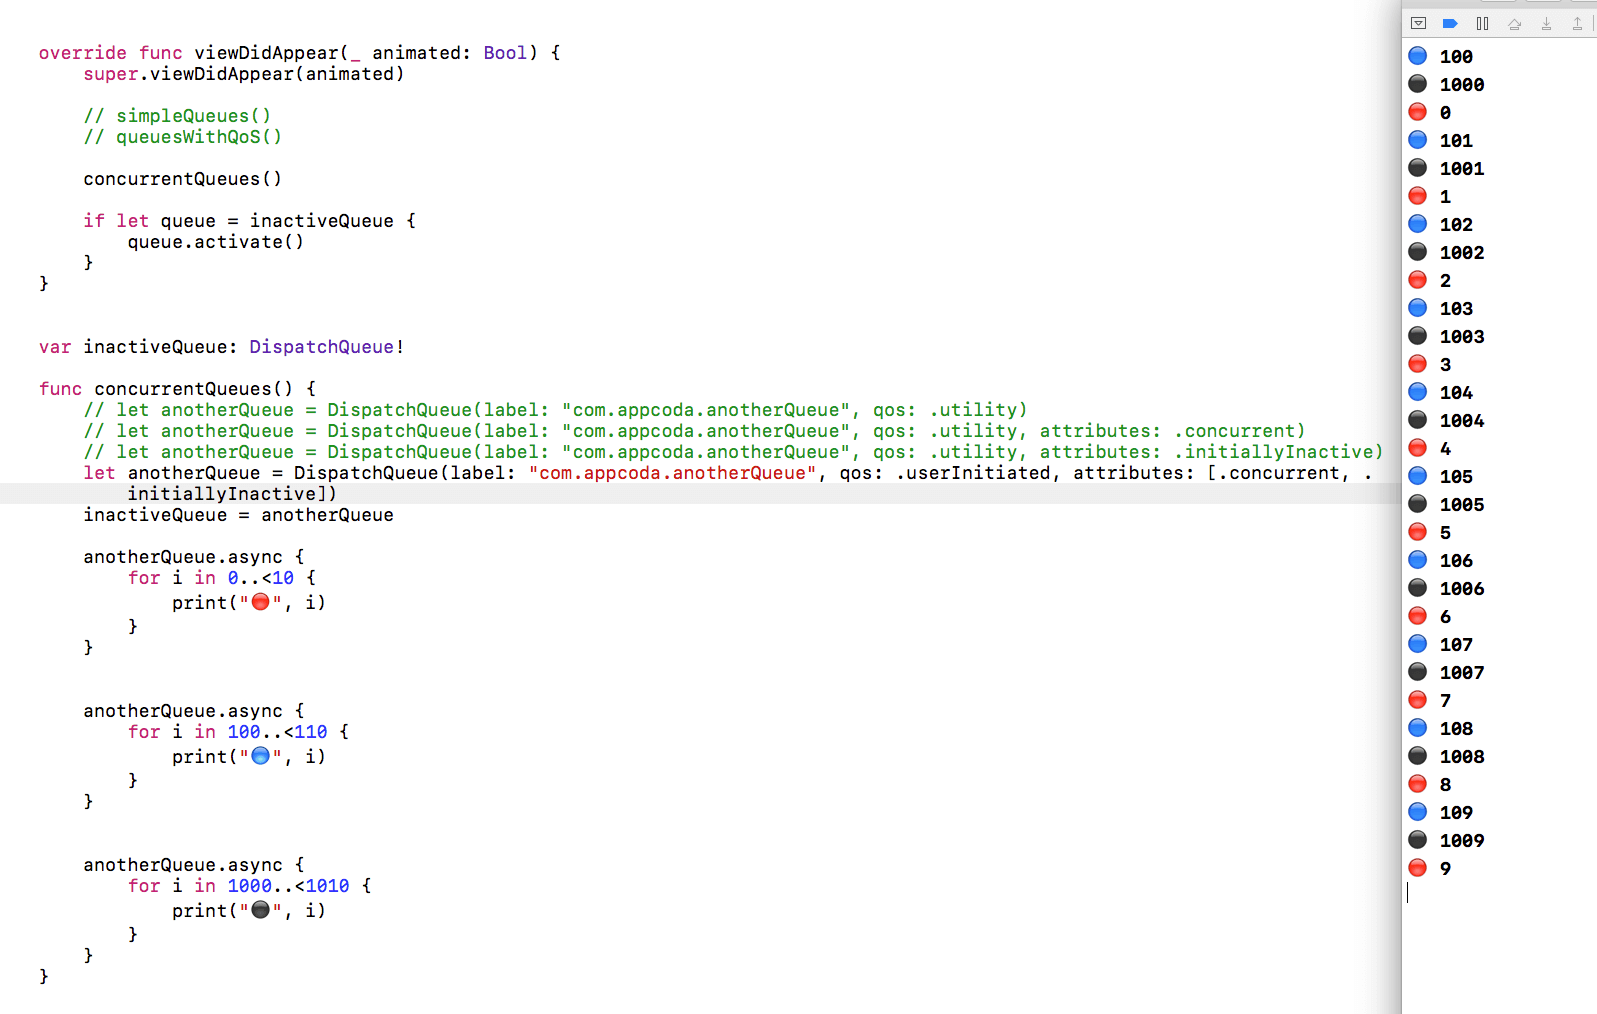 override func viewDidAppear(_ animated: Bool) {
super.viewDidAppear(animated)
// simpleQueues()
// queuesWithQoS()
concurrentQueues()
if let queue = inactiveQueue {
queue.activate()
}
}
var inactiveQueue: DispatchQueue!
func concurrentQueues() {
// let anotherQueue = DispatchQueue(label: "com.appcoda.anotherQueue", qos: .utility)
// let anotherQueue = DispatchQueue(label: "com.appcoda.anotherQueue", qos: .utility, attributes: .concurrent)
// let anotherQueue = DispatchQueue(label: "com.appcoda.anotherQueue", qos: .utility, attributes: .initiallyInactive)
let anotherQueue = DispatchQueue(label: "com.appcoda.anotherQueue", qos: .userInitiated, attributes: [.concurrent, .
initiallyInactive])
inactiveQueue = anotherQueue
anotherQueue.async {
for i in 0..<10 {
print("🔴", i)
}
}
anotherQueue.async {
for i in 100..<110 {
print("🔵", i)
}
}
anotherQueue.async {
for i in 1000..<1010 {
print("⚫️", i)
}
}
}
🔵 100
⚫️ 1000
🔴 0
🔵 101
⚫️ 1001
🔴 1
🔵 102
⚫️ 1002
🔴 2
🔵 103
⚫️ 1003
🔴 3
🔵 104
⚫️ 1004
🔴 4
🔵 105
⚫️ 1005
🔴 5
🔵 106
⚫️ 1006
🔴 6
🔵 107
⚫️ 1007
🔴 7
🔵 108
⚫️ 1008
🔴 8
🔵 109
⚫️ 1009
🔴 9